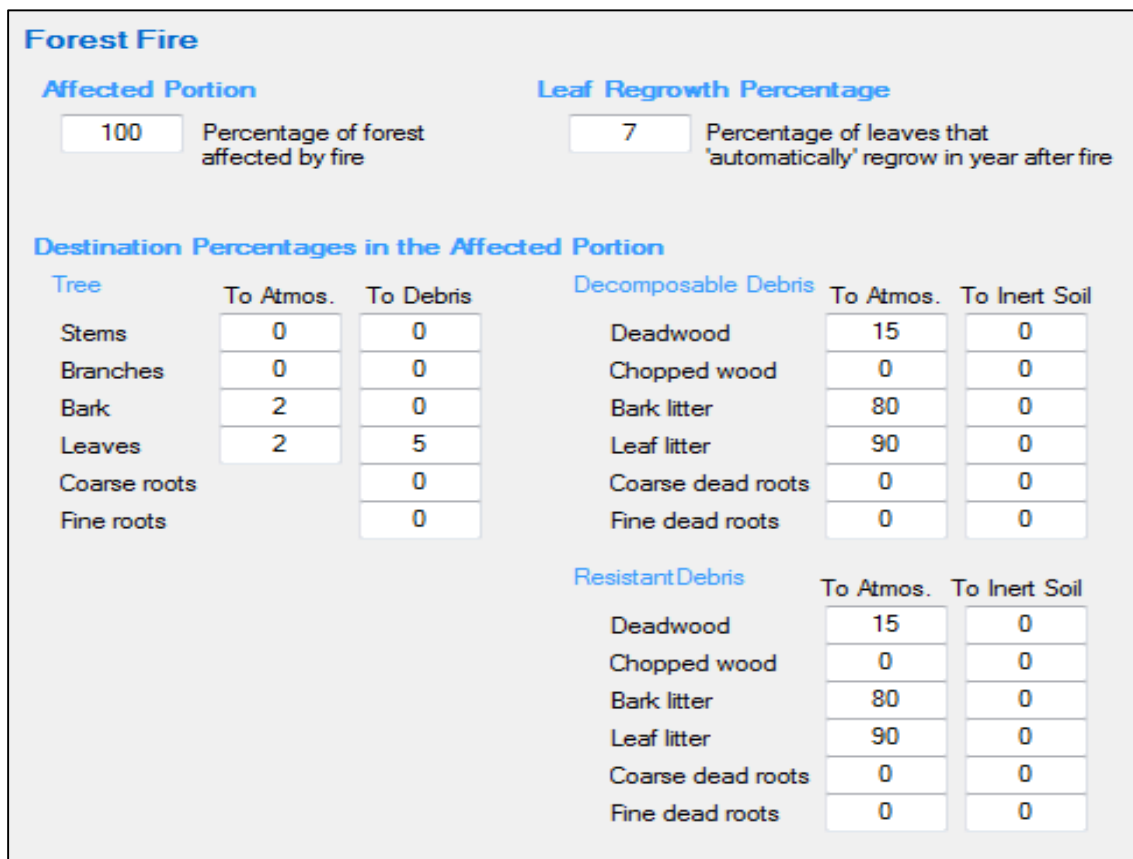 Forest Fire
Affected Portion
100 Percentage of forest
affected by fire
Leaf Regrowth Percentage
7 Percentage of leaves that
'automatically' regrow in year after fire
Destination Percentages in the Affected Portion
Tree To Atmos. To Debris
Stems 0 0
Branches 0 0
Bark 2 0
Leaves 2 5
Coarse roots 0
Fine roots 0
Decomposable Debris To Atmos. To Inert Soil
Deadwood 15 0
Chopped wood 0 0
Bark litter 80 0
Leaf litter 90 0
Coarse dead roots 0 0
Fine dead roots 0 0
Resistant Debris To Atmos. To Inert Soil
Deadwood 15 0
Chopped wood 0 0
Bark litter 80 0
Leaf litter 90 0
Coarse dead roots 0 0
Fine dead roots 0 0